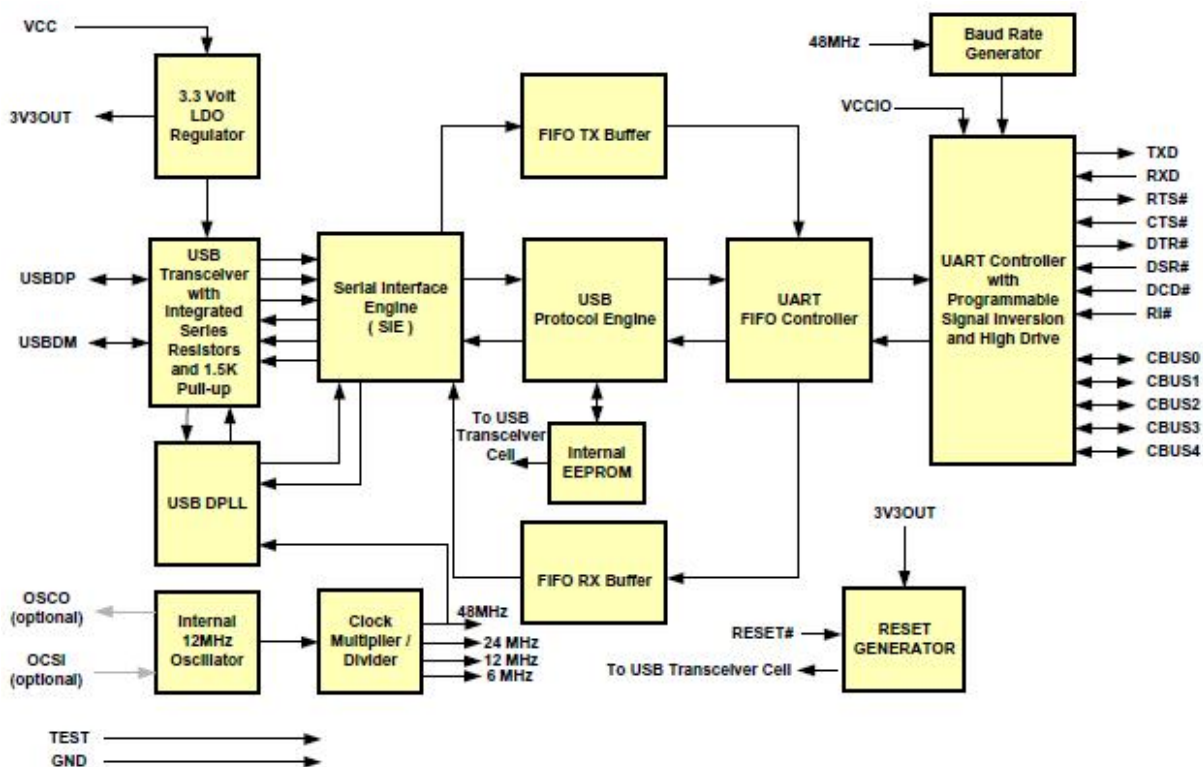 VCC
3V3OUT
3.3 Volt
LDO
Regulator
FIFO TX Buffer
48MHz
Baud Rate
Generator
VCCIO
USBDP
USBDM
USB
Transceiver
with
Integrated
Series
Resistors
and 1.5K
Pull-up
Serial Interface
Engine
( SIE )
USB
Protocol Engine
UART
FIFO Controller
UART Controller
with
Programmable
Signal Inversion
and High Drive
TXD
RXD
RTS#
CTS#
DTR#
DSR#
DCD#
RI#
CBUS0
CBUS1
CBUS2
CBUS3
CBUS4
USB DPLL
To USB
Transceiver
Cell
Internal
EEPROM
FIFO RX Buffer
3V3OUT
OSCO
(optional)
OCSI
(optional)
Internal
12MHz
Oscillator
Clock
Multiplier /
Divider
48MHz
24 MHz
12 MHz
6 MHz
RESET#
To USB Transceiver Cell
RESET
GENERATOR
TEST
GND